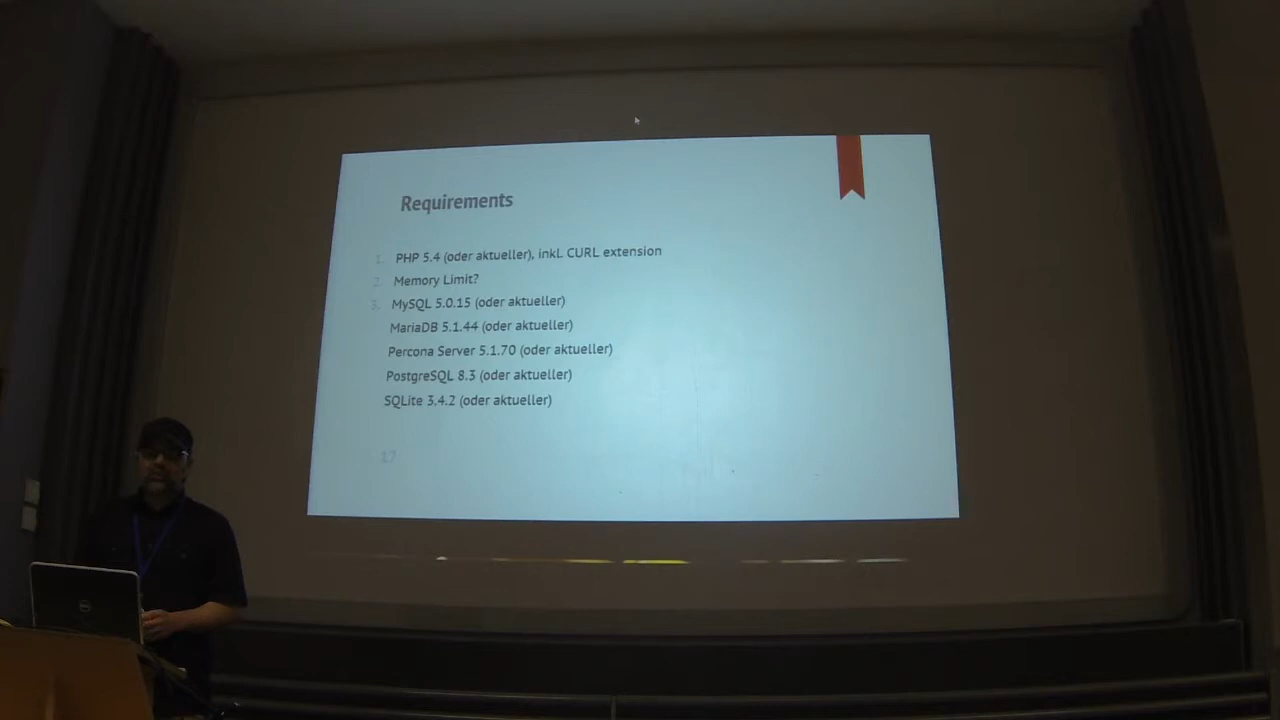 Requirements
1. PHP 5.4 (oder aktueller), inkl. CURL extension
2. Memory Limit?
3. MySQL 5.0.15 (oder aktueller)
MariaDB 5.1.44 (oder aktueller)
Percona Server 5.1.70 (oder aktueller)
PostgreSQL 8.3 (oder aktueller)
SQLite 3.4.2 (oder aktueller)
17